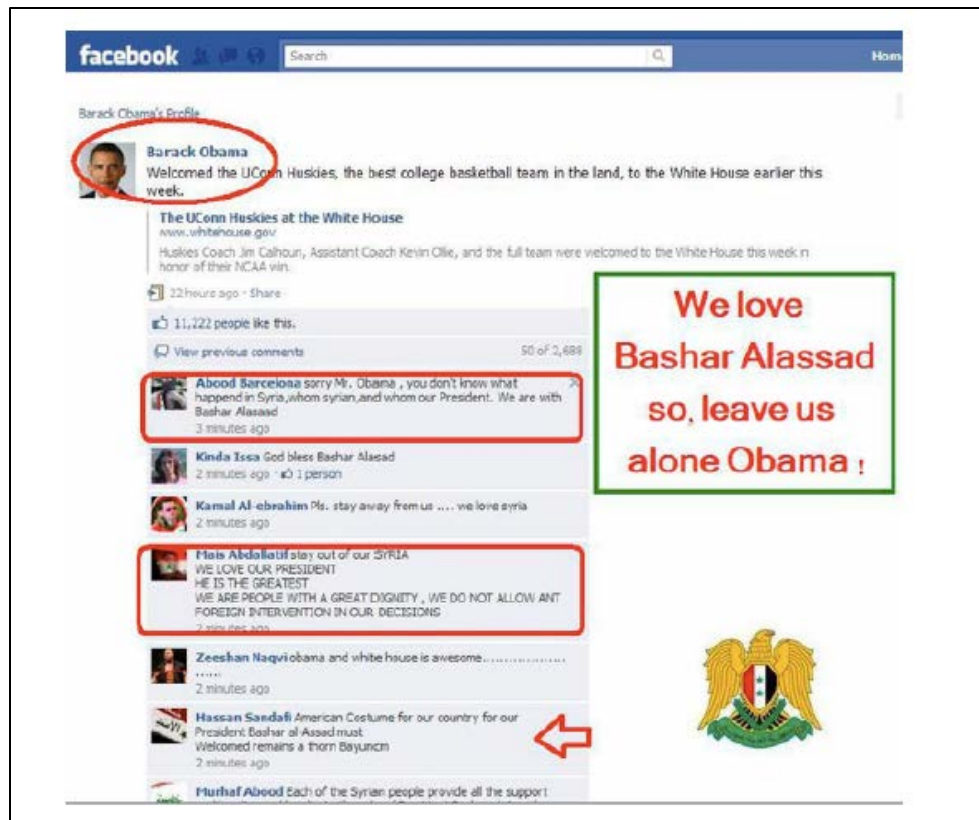 facebook
Search
Home
Barack Obama's Profile
Barack Obama
Welcomed the UConn Huskies, the best college basketball team in the land, to the White House earlier this
week.
The UConn Huskies at the White House
www.whitehouse.gov
Huskies Coach Jim Calhoun, Assistant Coach Kevin Ollie, and the full team were welcomed to the White House this week in
honor of their NCAA win.
22 hours ago · Share
11,222 people like this.
View previous comments
50 of 2,688
Abood Barcelona sorry Mr. Obama , you don't know what
happend in Syria,whom syrian,and whom our President. We are with
Bashar Alasaad
3 minutes ago
Kinda Issa God bless Bashar Alasad
2 minutes ago · 1 person
Kamal Al-ebrahim Pls. stay away from us .... we love syria
2 minutes ago
Mais Abdallatif stay out of our SYRIA
WE LOVE OUR PRESIDENT
HE IS THE GREATEST
WE ARE PEOPLE WITH A GREAT DIGNITY , WE DO NOT ALLOW ANT
FOREIGN INTERVENTION IN OUR DECISIONS
2 minutes ago
Zeeshan Naqvi obama and white house is awesome.....................
......
2 minutes ago
Hassan Sandafi American Costume for our country for our
President Bashar al-Assad must
Welcomed remains a thorn Bayuncm
2 minutes ago
Murhaf Abood Each of the Syrian people provide all the support
We love
Bashar Alassad
so, leave us
alone Obama !